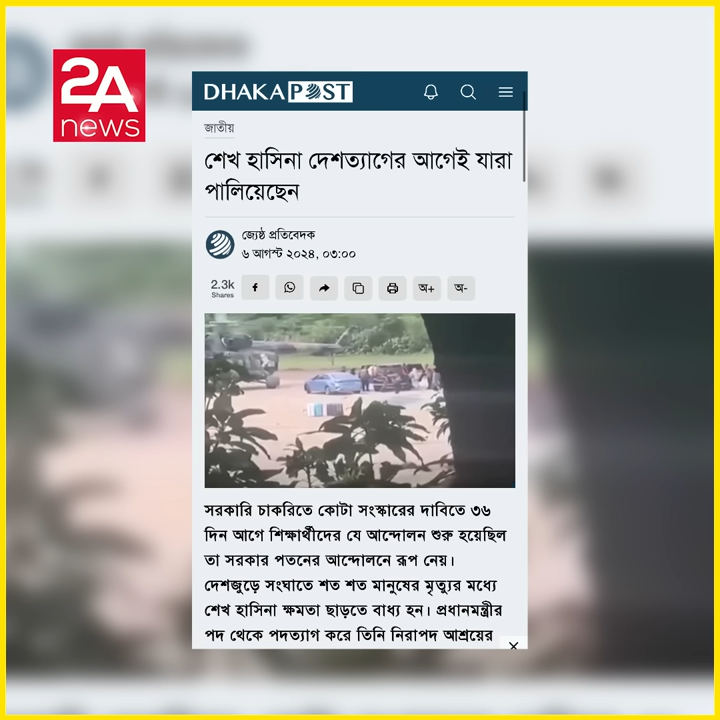 2A
news
DHAKA POST
জাতীয়
শেখ হাসিনা দেশত্যাগের আগেই যারা
পালিয়েছেন
জ্যেষ্ঠ প্রতিবেদক
৬ আগস্ট ২০২৪, ০৩:০০
2.3k
Shares
অ+ অ-
সরকারি চাকরিতে কোটা সংস্কারের দাবিতে ৩৬
দিন আগে শিক্ষার্থীদের যে আন্দোলন শুরু হয়েছিল
তা সরকার পতনের আন্দোলনে রূপ নেয়।
দেশজুড়ে সংঘাতে শত শত মানুষের মৃত্যুর মধ্যে
শেখ হাসিনা ক্ষমতা ছাড়তে বাধ্য হন। প্রধানমন্ত্রীর
পদ থেকে পদত্যাগ করে তিনি নিরাপদ আশ্রয়ের